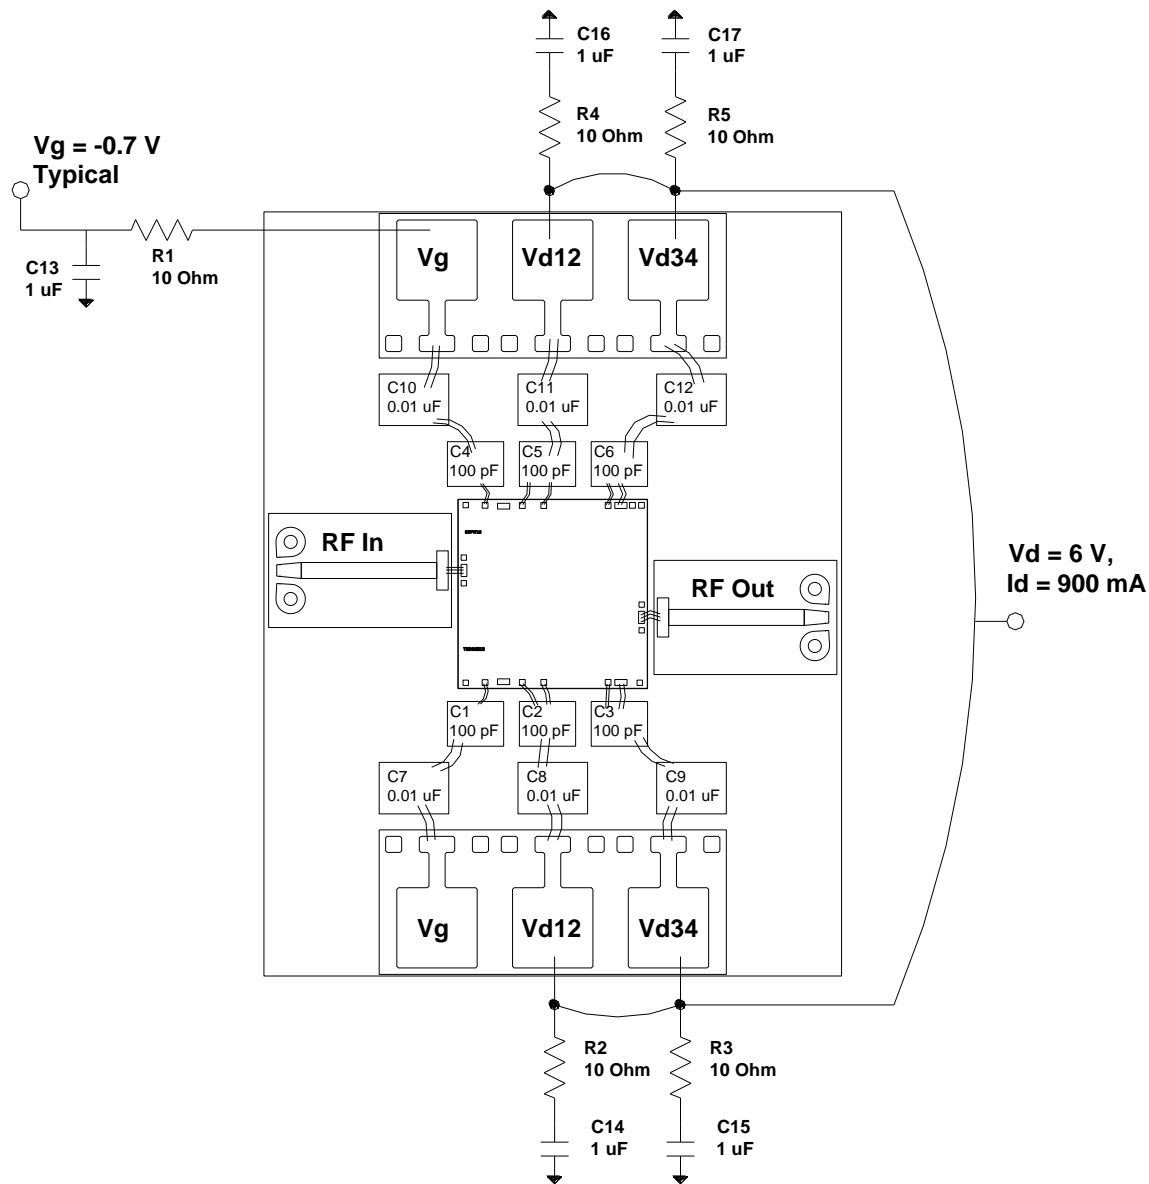 C16
1 uF
C17
1 uF
R4
10 Ohm
R5
10 Ohm
Vg = -0.7 V
Typical
R1
10 Ohm
C13
1 uF
Vg
Vd12
Vd34
C10
0.01 uF
C11
0.01 uF
C12
0.01 uF
C4
100 pF
C5
100 pF
C6
100 pF
RF In
RF Out
Vd = 6 V,
Id = 900 mA
C1
100 pF
C2
100 pF
C3
100 pF
C7
0.01 uF
C8
0.01 uF
C9
0.01 uF
Vg
Vd12
Vd34
R2
10 Ohm
R3
10 Ohm
C14
1 uF
C15
1 uF